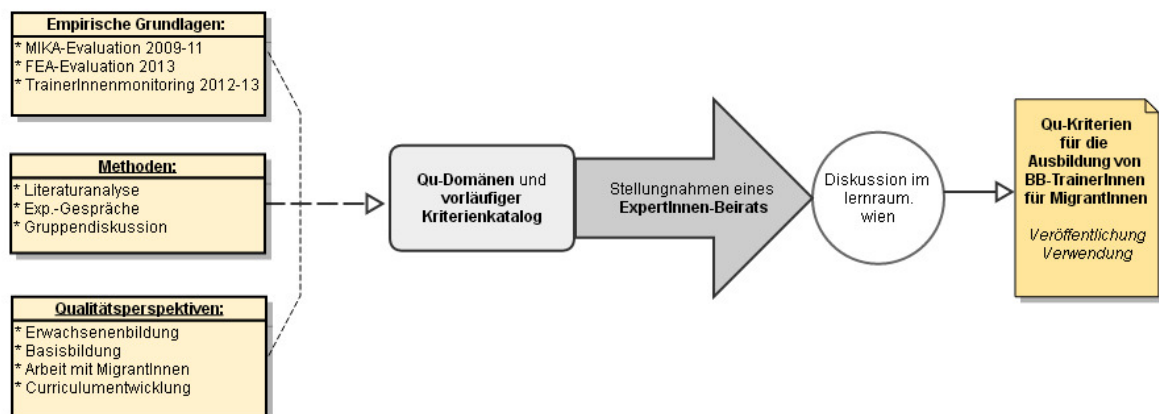 Empirische Grundlagen:
* MIKA-Evaluation 2009-11
* FEA-Evaluation 2013
* TrainerInnenmonitoring 2012-13
Methoden:
* Literaturanalyse
* Exp.-Gespräche
* Gruppendiskussion
Qualitätsperspektiven:
* Erwachsenenbildung
* Basisbildung
* Arbeit mit MigrantInnen
* Curriculumentwicklung
Qu-Domänen und
vorläufiger
Kriterienkatalog
Stellungnahmen eines
ExpertInnen-Beirats
Diskussion im
lernraum.
wien
Qu-Kriterien
für die
Ausbildung von
BB-TrainerInnen
für MigrantInnen
Veröffentlichung
Verwendung